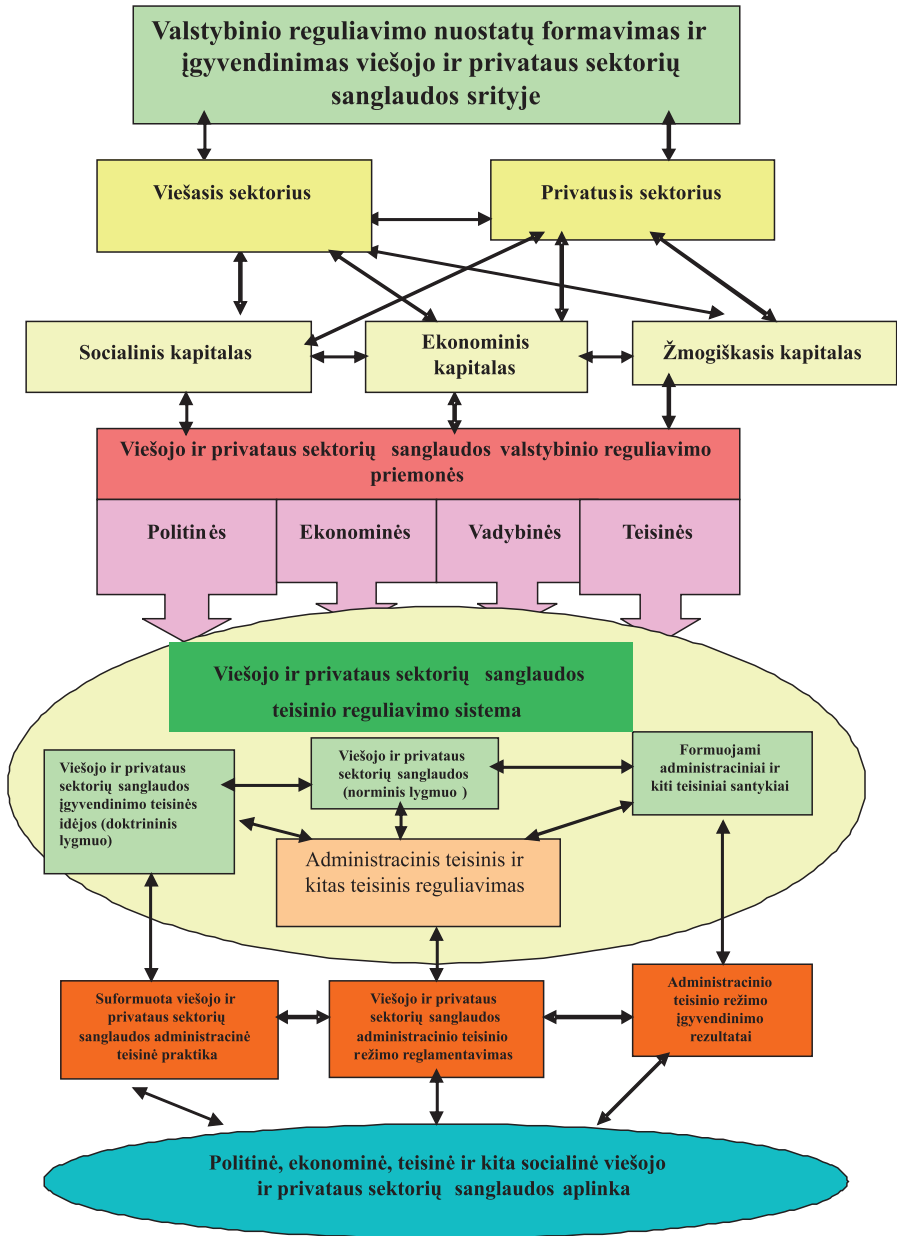 Valstybinio reguliavimo nuostatų formavimas ir
įgyvendinimas viešojo ir privataus sektorių
sanglaudos srityje
Viešasis sektorius
Privatusis sektorius
Socialinis kapitalas
Ekonominis
kapitalas
Žmogiškasis kapitalas
Viešojo ir privataus sektorių sanglaudos valstybinio reguliavimo
priemonės
Politinės
Ekonominės
Vadybinės
Teisinės
Viešojo ir privataus sektorių sanglaudos
teisinio reguliavimo sistema
Viešojo ir privataus
sektorių sanglaudos
įgyvendinimo teisinės
idėjos (doktrininis
lygmuo)
Viešojo ir privataus
sektorių sanglaudos
(norminis lygmuo )
Formuojami
administraciniai ir
kiti teisiniai santykiai
Administracinis teisinis ir
kitas teisinis reguliavimas
Suformuota viešojo ir
privataus sektorių
sanglaudos administracinė
teisinė praktika
Viešojo ir privataus
sektorių sanglaudos
administracinio teisinio
režimo reglamentavimas
Administracinio
teisinio režimo
įgyvendinimo
rezultatai
Politinė, ekonominė, teisinė ir kita socialinė viešojo
ir privataus sektorių sanglaudos aplinka